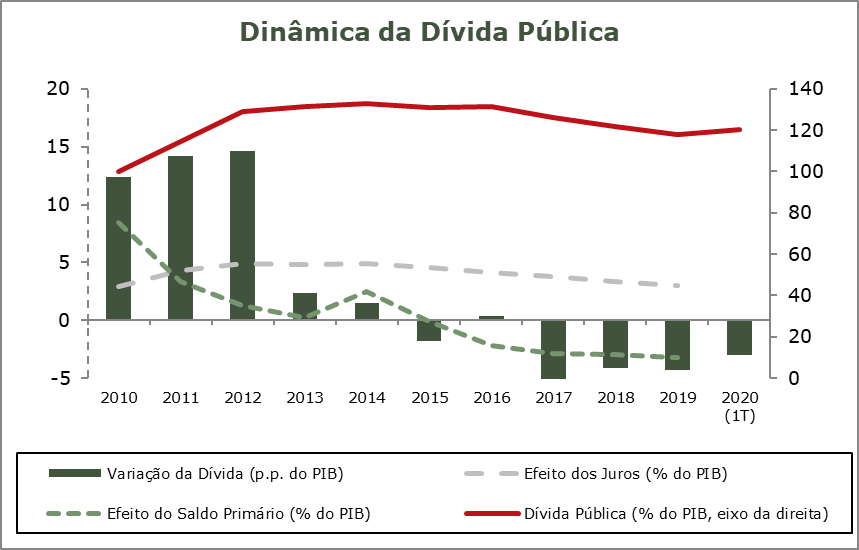 Dinâmica da Dívida Pública
20 140
15 120
10 100
5 80
0 60
-5 40
20
0
2010 2011 2012 2013 2014 2015 2016 2017 2018 2019 2020
(1T)
Variação da Dívida (p.p. do PIB) Efeito dos Juros (% do PIB)
Efeito do Saldo Primário (% do PIB) Dívida Pública (% do PIB, eixo da direita)